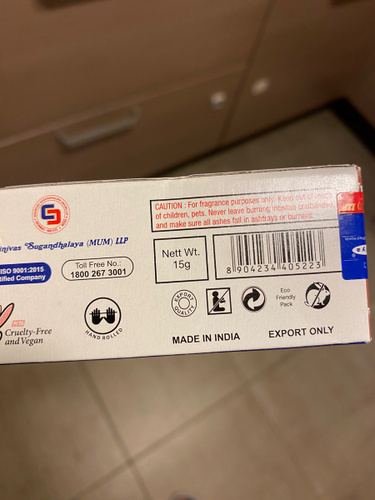 CAUTION : For fragrance purposes only. Keep out of reach
of children, pets. Never leave burning incense unattended,
and make sure all ashes fall in ashtrays or burners.
Sugandhalaya (MUM) LLP
ISO 9001:2015
Certified Company
Toll Free No.:
1800 267 3001
Nett Wt.
15g
8 904234 405223
EXPORT QUALITY
Eco
Friendly
Pack
Cruelty-Free
and Vegan
HAND ROLLED
MADE IN INDIA
EXPORT ONLY